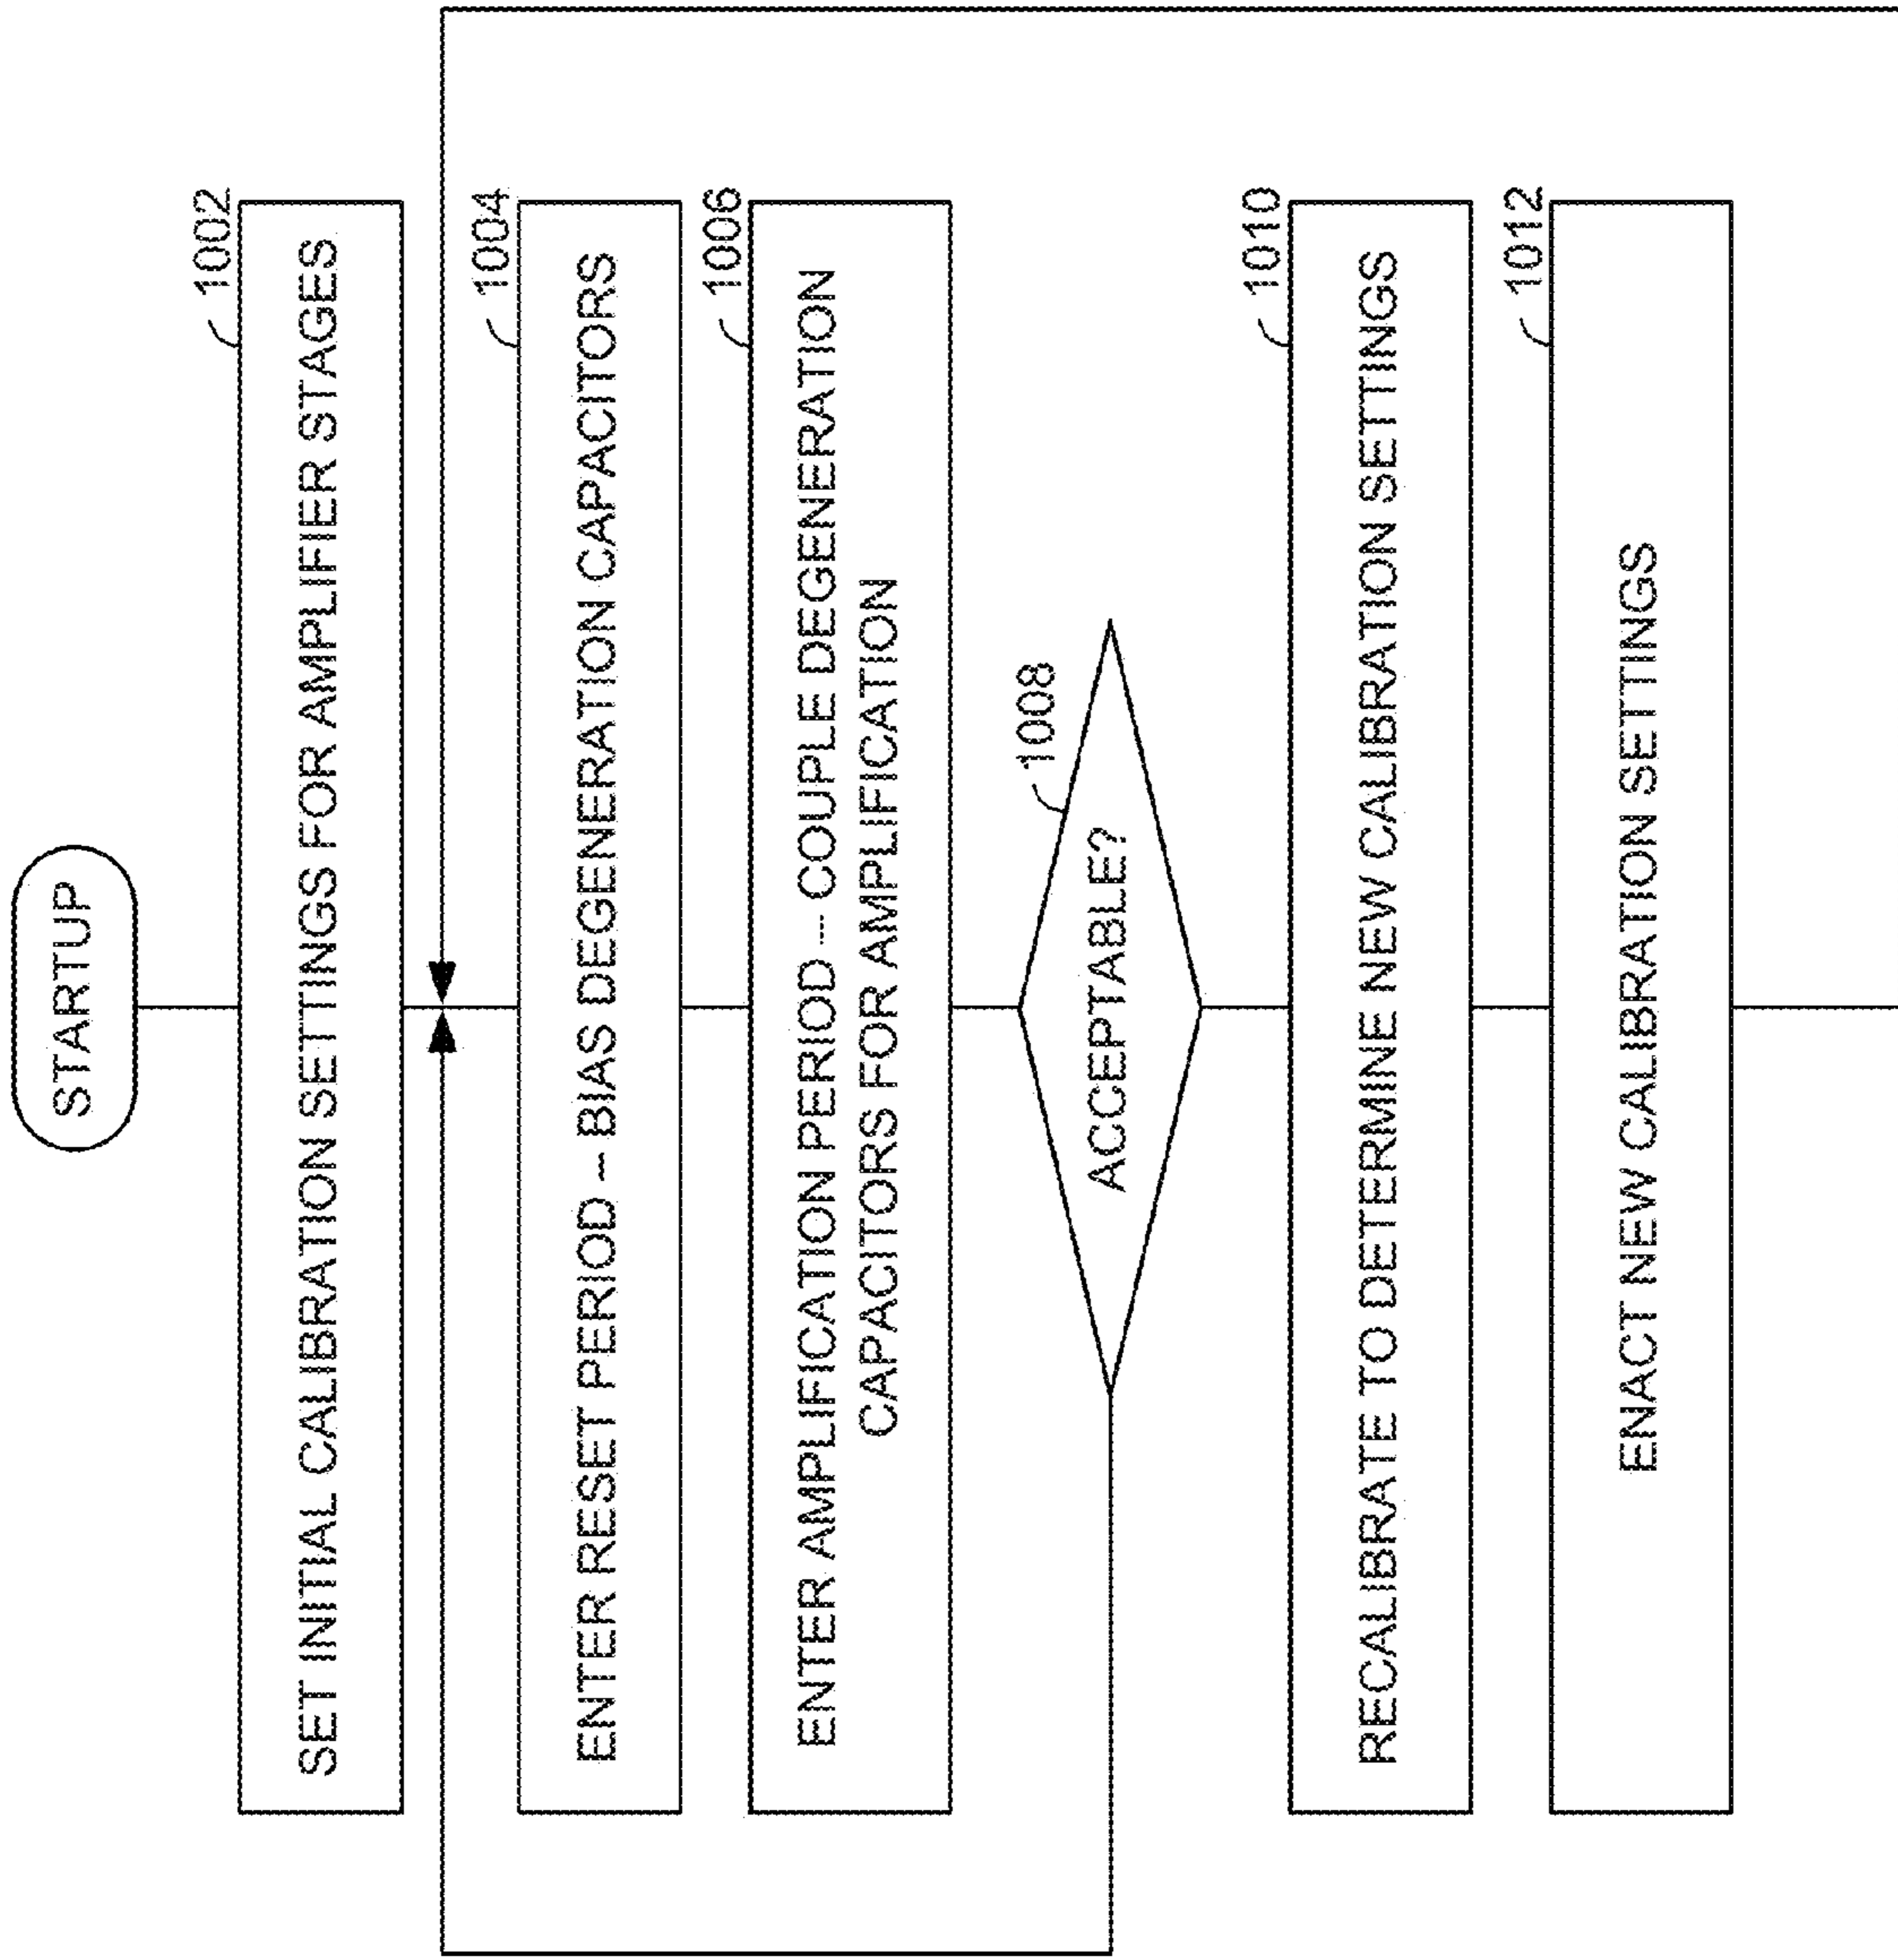 STARTUP
1002
SET INITIAL CALIBRATION SETTINGS FOR AMPLIFIER STAGES
1004
ENTER RESET PERIOD -- BIAS DEGENERATION CAPACITORS
1006
ENTER AMPLIFICATION PERIOD -- COUPLE DEGENERATION
CAPACITORS FOR AMPLIFICATION
1008
ACCEPTABLE?
1010
RECALIBRATE TO DETERMINE NEW CALIBRATION SETTINGS
1012
ENACT NEW CALIBRATION SETTINGS